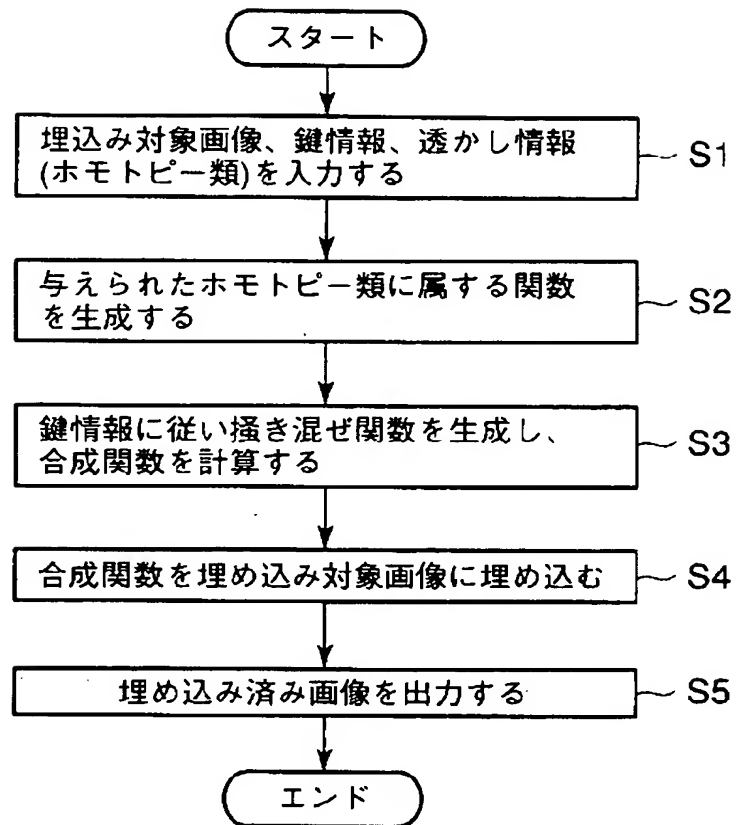 スタート
埋込み対象画像、鍵情報、透かし情報
(ホモトピー類)を入力する
S1
与えられたホモトピー類に属する関数
を生成する
S2
鍵情報に従い掻き混ぜ関数を生成し、
合成関数を計算する
S3
合成関数を埋め込み対象画像に埋め込む
S4
埋め込み済み画像を出力する
S5
エンド